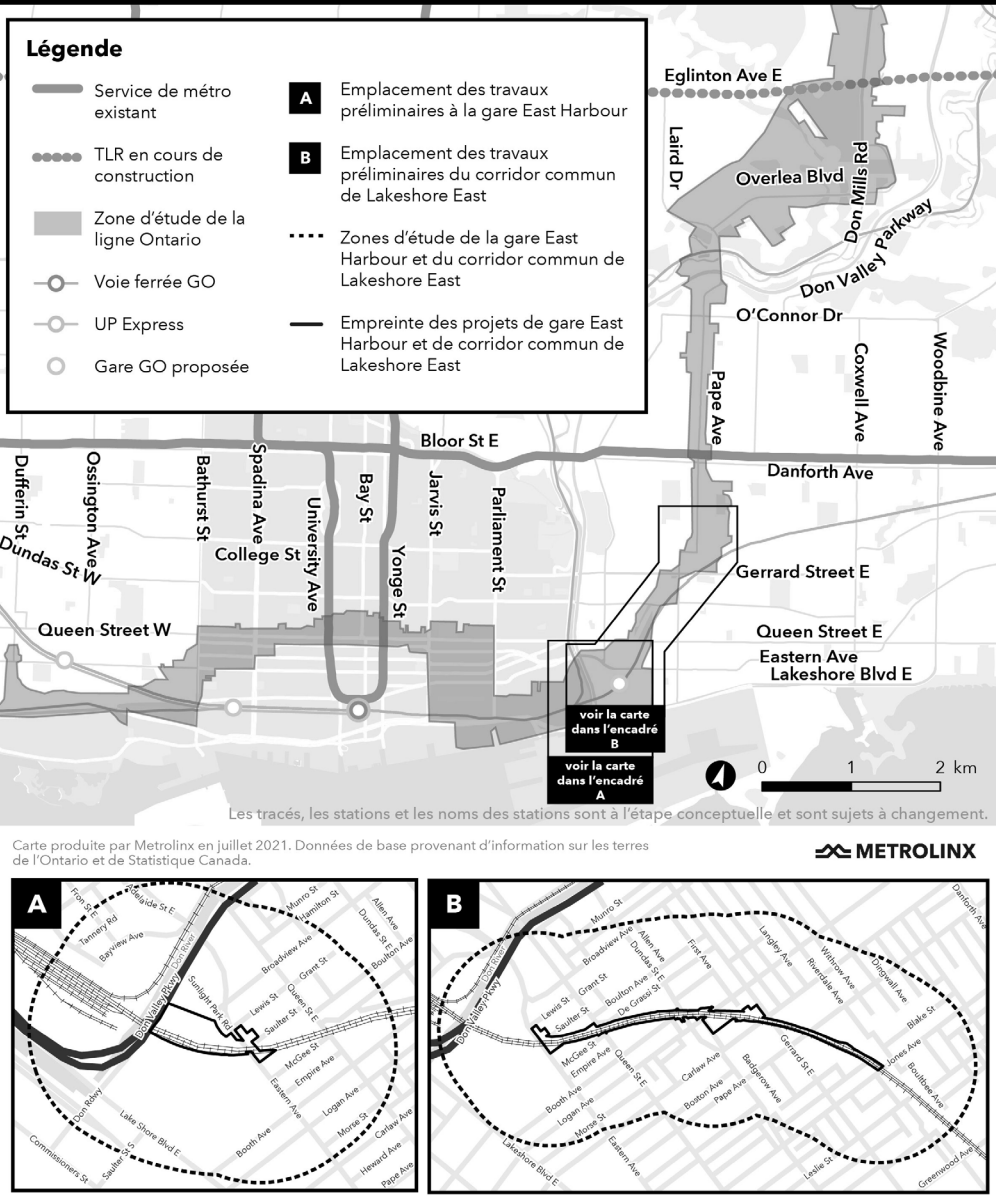 Légende
Service de métro
existant
TLR en cours de
construction
Zone d'étude de la
ligne Ontario
Voie ferrée GO
UP Express
Gare GO proposée
A
Emplacement des travaux
préliminaires à la gare East Harbour
B
Emplacement des travaux
préliminaires du corridor commun
de Lakeshore East
Zones d'étude de la gare East
Harbour et du corridor commun de
Lakeshore East
Empreinte des projets de gare East
Harbour et de corridor commun de
Lakeshore East
Eglinton Ave E
Laird Dr
Overlea Blvd
Don Mills Rd
Don Valley Parkway
O'Connor Dr
Pape Ave
Coxwell Ave
Woodbine Ave
Bloor St E
Danforth Ave
Dufferin St
Ossington Ave
Bathurst St
Spadina Ave
University Ave
Bay St
Yonge St
Jarvis St
Parliament St
Dundas St W
College St
Gerrard Street E
Queen Street W
Queen Street E
Eastern Ave
Lakeshore Blvd E
voir la carte
dans l'encadré
B
voir la carte
dans l'encadré
A
0 1 2 km
Les tracés, les stations et les noms des stations sont à l'étape conceptuelle et sont sujets à changement.
Carte produite par Metrolinx en juillet 2021. Données de base provenant d'information sur les terres
de l'Ontario et de Statistique Canada.
METROLINX
A
Fron St E
Adelaide St E
Tannery Rd
Bayview Ave
Don River
Don Valley Pkwy
Munro St
Hamilton St
Allen Ave
Dundas St E
Boulton Ave
Broadview Ave
Grant St
Sunlight Park Rd
Lewis St
Saulter St
Queen St E
McGee St
Empire Ave
Eastern Ave
Logan Ave
Morse St
Carlaw Ave
Heward Ave
Pape Ave
Booth Ave
Don Rdwy
Lake Shore Blvd E
Commissioners St
Saulter S
B
Munro St
Don River
Don Valley Pkwy
Broadview Ave
Allen Ave
Dundas St E
First Ave
Grant St
Boulton Ave
De Grassi St
Lewis St
Saulter St
Langley Ave
Withrow Ave
Riverdale Ave
Dingwall Ave
Danforth Ave
Blake St
Jones Ave
Boultbee Ave
McGee St
Empire Ave
Queen St E
Carlaw Ave
Gerrard St E
Badgerow Ave
Boston Ave
Pape Ave
Booth Ave
Logan Ave
Morse St
Lakeshore Blvd E
Eastern Ave
Leslie St
Greenwood Ave